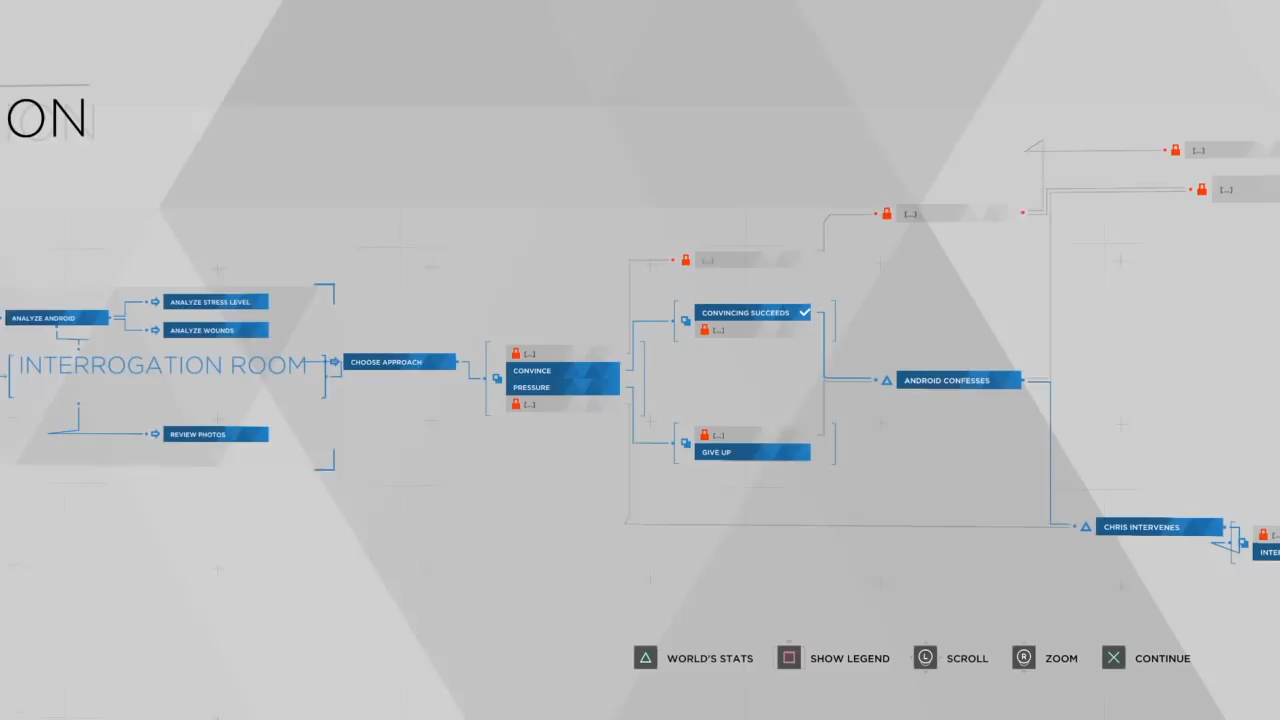 ON
[...]
[...]
[...]
[...]
ANALYZE STRESS LEVEL
CONVINCING SUCCEEDS
ANALYZE ANDROID
ANALYZE WOUNDS
[...]
[...]
INTERROGATION ROOM
CHOOSE APPROACH
CONVINCE
PRESSURE
[...]
ANDROID CONFESSES
REVIEW PHOTOS
[...]
GIVE UP
CHRIS INTERVENES
[...
INTE
WORLD'S STATS
SHOW LEGEND
L
SCROLL
R
ZOOM
CONTINUE